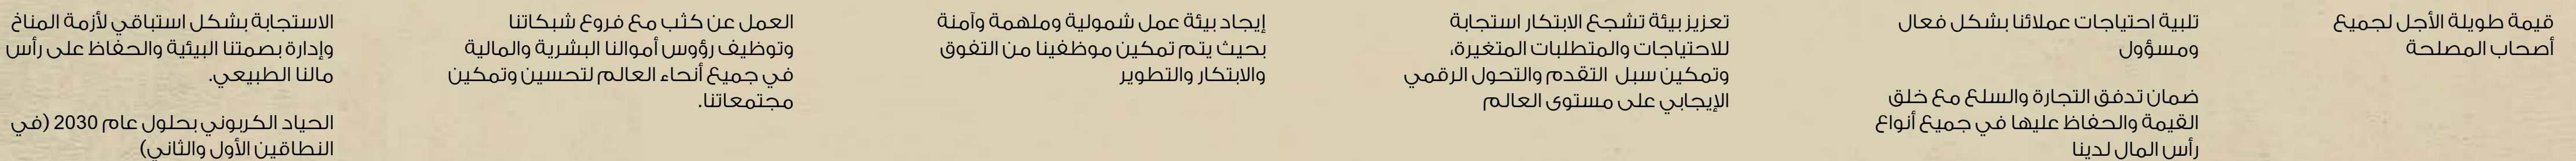 قيمة طويلة الأجل لجميع
أصحاب المصلحة
تلبية احتياجات عملائنا بشكل فعال
ومسؤول
ضمان تدفق التجارة والسلع مع خلق
القيمة والحفاظ عليها في جميع أنواع
رأس المال لدينا
تعزيز بيئة تشجع الابتكار استجابة
للاحتياجات والمتطلبات المتغيرة،
وتمكين سبل التقدم والتحول الرقمي
الإيجابي على مستوى العالم
إيجاد بيئة عمل شمولية وملهمة وآمنة
بحيث يتم تمكين موظفينا من التفوق
والابتكار والتطوير
العمل عن كثب مع فروع شبكاتنا
وتوظيف رؤوس أموالنا البشرية والمالية
في جميع أنحاء العالم لتحسين وتمكين
مجتمعاتنا.
الاستجابة بشكل استباقي لأزمة المناخ
وإدارة بصمتنا البيئية والحفاظ على رأس
مالنا الطبيعي.
الحياد الكربوني بحلول عام 2030 (في
النطاقين الأول والثاني)